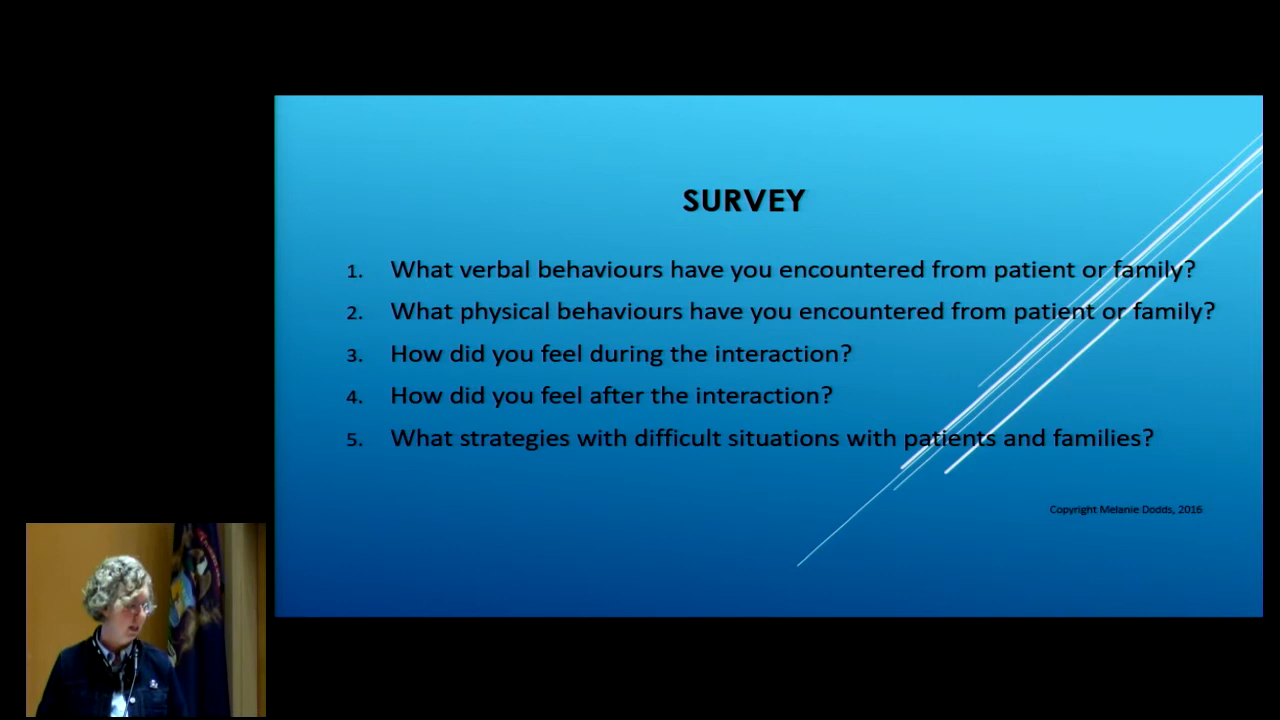 SURVEY
1. What verbal behaviours have you encountered from patient or family?
2. What physical behaviours have you encountered from patient or family?
3. How did you feel during the interaction?
4. How did you feel after the interaction?
5. What strategies with difficult situations with patients and families?
Copyright Melanie Dodds, 2016